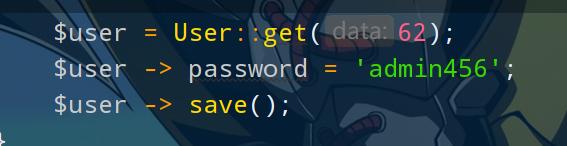 $user = User::get( data: 62);
$user -> password = 'admin456';
$user -> save();
}